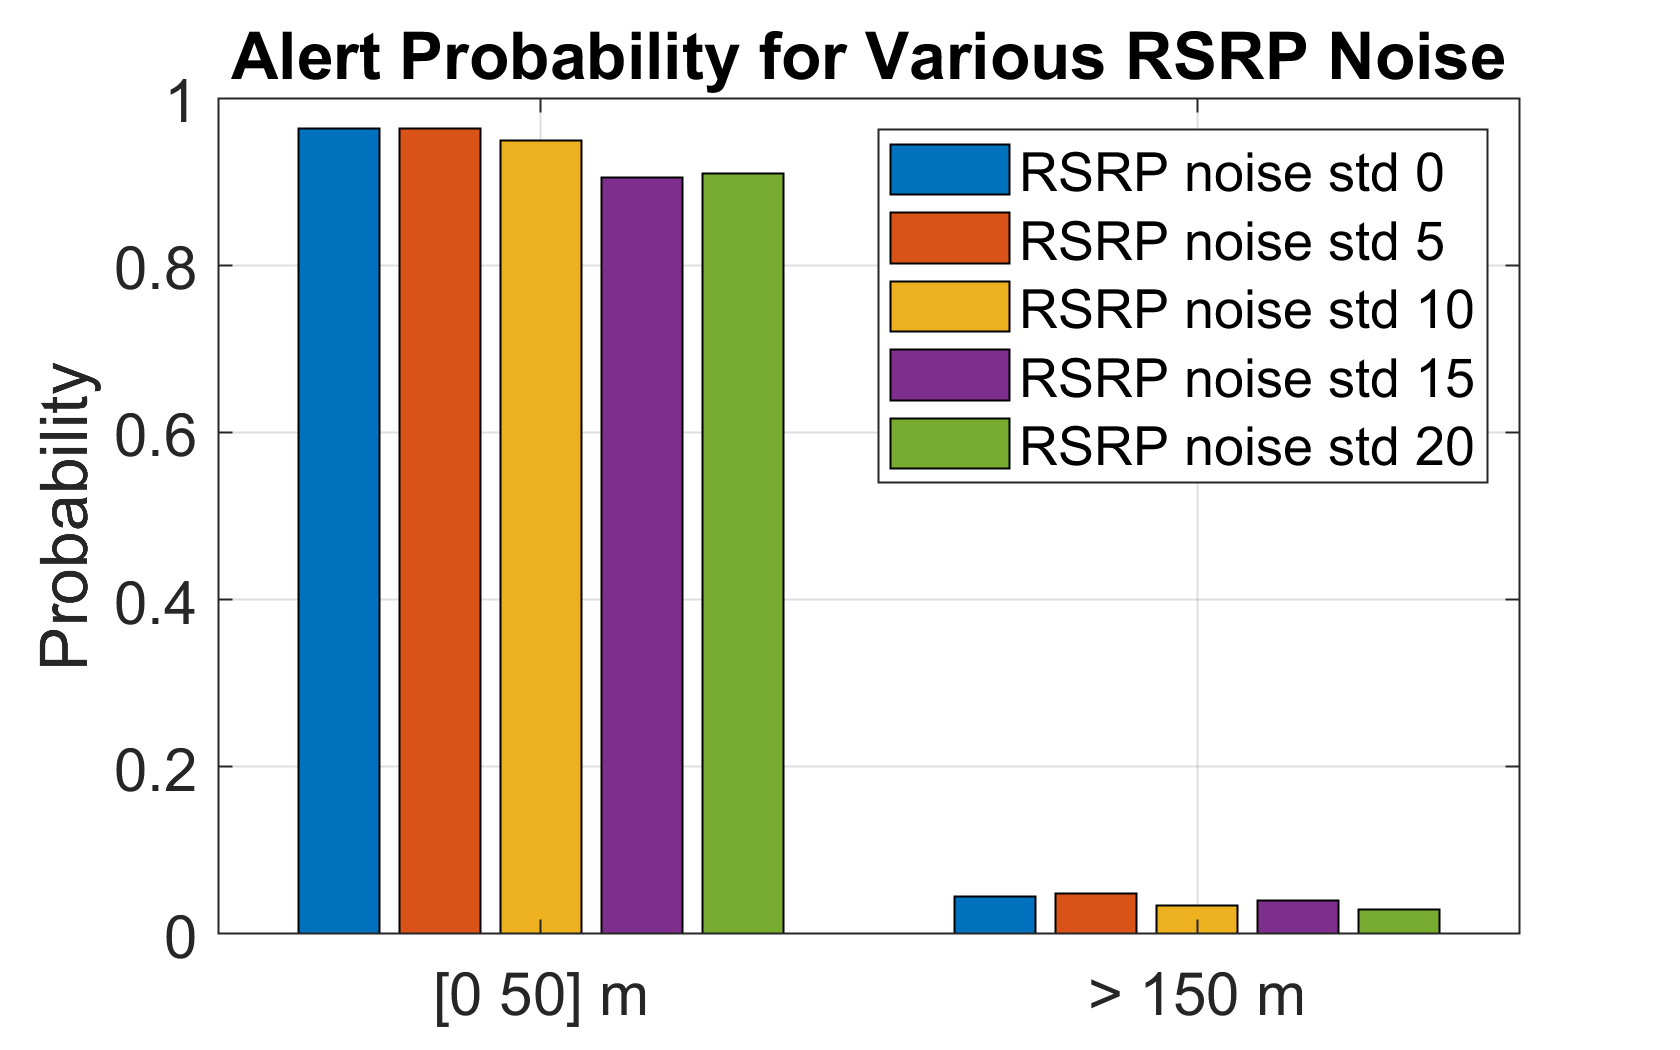 Alert Probability for Various RSRP Noise
1
0.8
0.6
0.4
0.2
0
Probability
RSRP noise std 0
RSRP noise std 5
RSRP noise std 10
RSRP noise std 15
RSRP noise std 20
[0 50] m
> 150 m